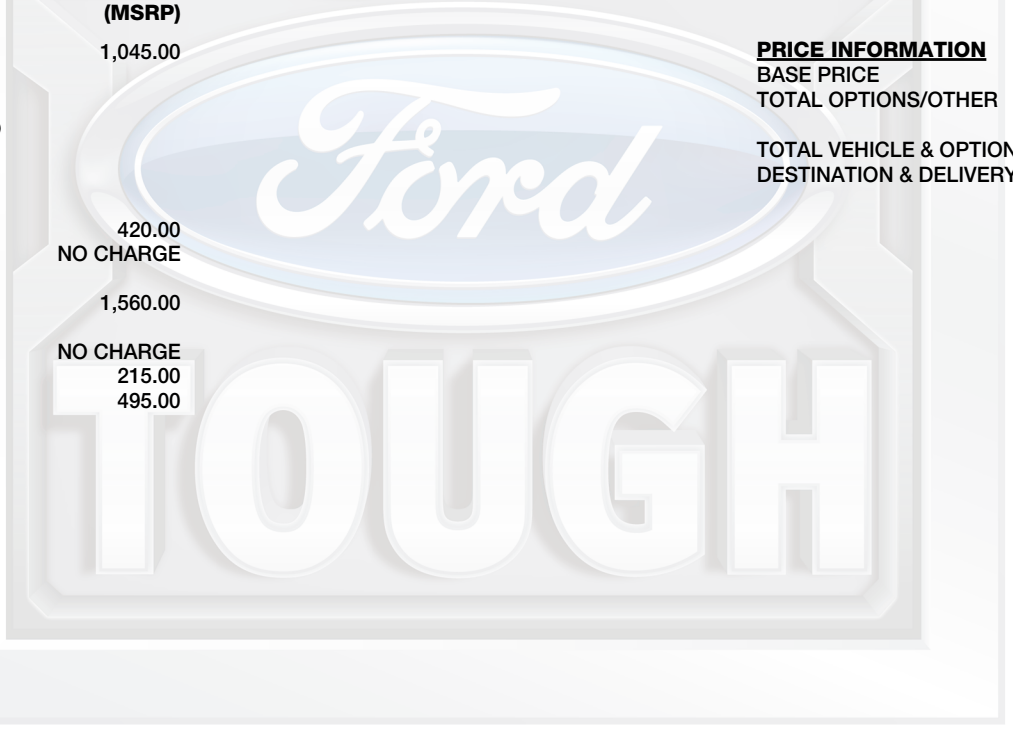 (MSRP)
1,045.00
420.00
NO CHARGE
1,560.00
NO CHARGE
215.00
495.00
PRICE INFORMATION
BASE PRICE
TOTAL OPTIONS/OTHER
TOTAL VEHICLE & OPTION
DESTINATION & DELIVERY
Ford
TOUGH